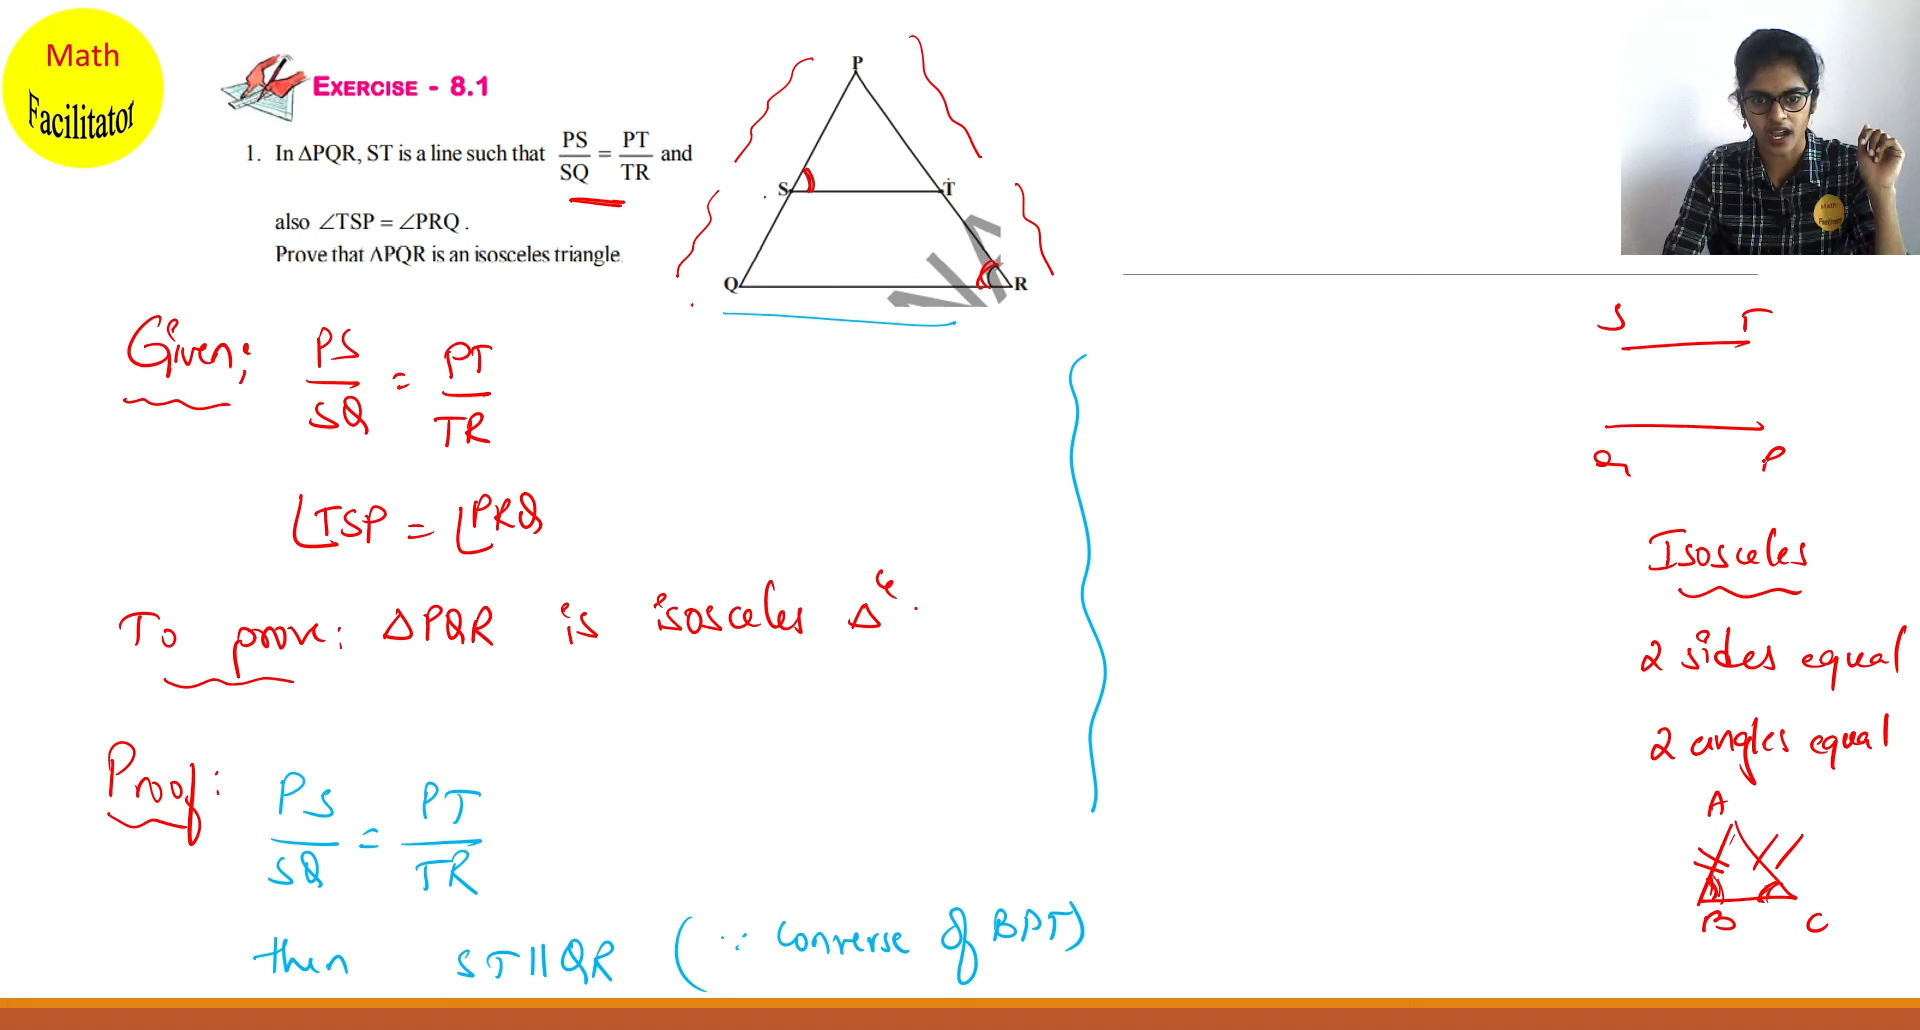 Math
Facilitator
EXERCISE - 8.1
1. In ΔPQR, ST is a line such that PS/SQ = PT/TR and
also ∠TSP = ∠PRQ .
Prove that ΔPQR is an isosceles triangle.
P
S
T
Q
R
Given; PS/SQ = PT/TR
∠TSP = ∠PRQ
To prove: ΔPQR is isosceles Δle.
Proof: PS/SQ = PT/TR
then ST || QR (∵ converse of BPT)
S T
Q P
Isosceles
2 sides equal
2 angles equal
A
B C
Math